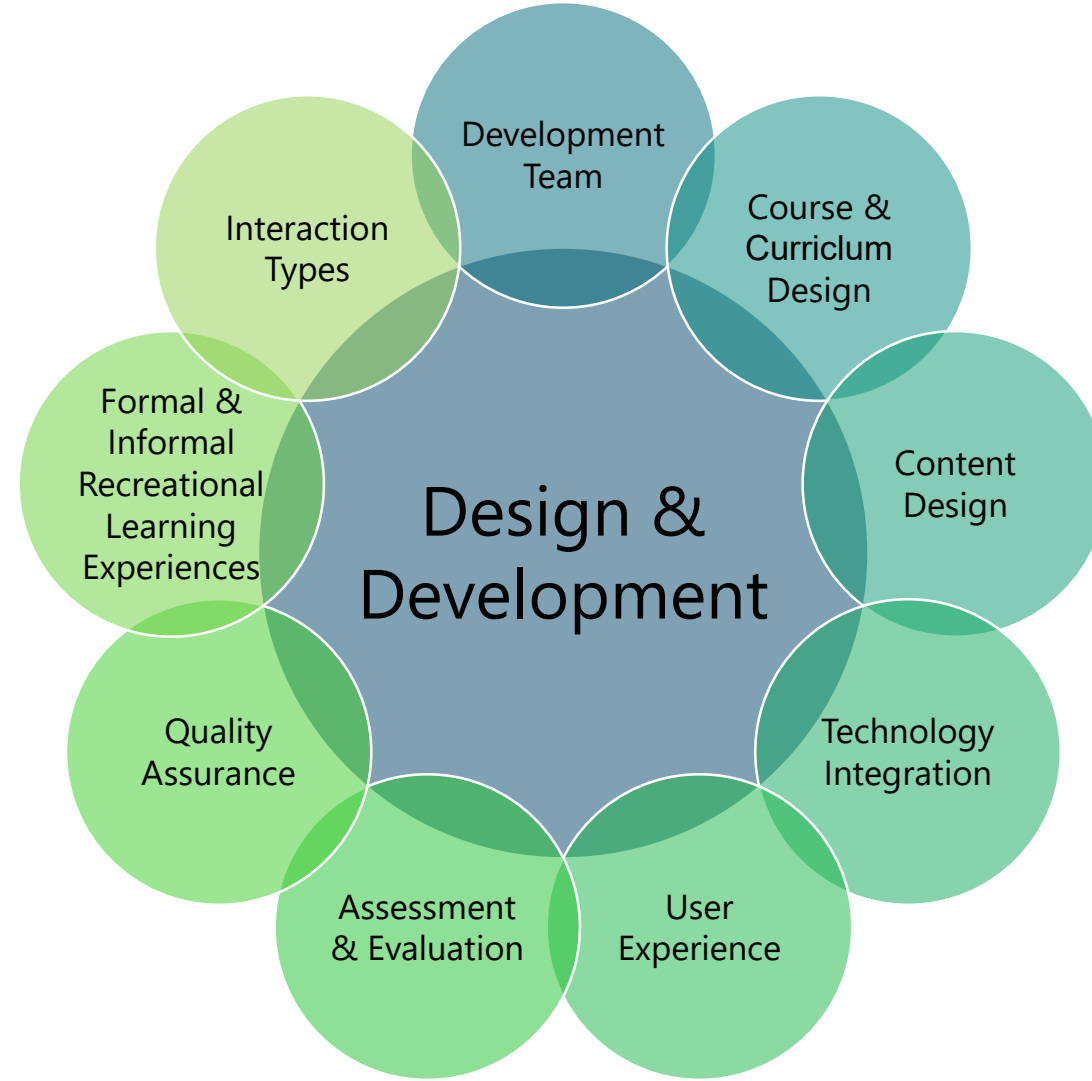 Development
Team
Course &
Curriclum
Design
Content
Design
Technology
Integration
User
Experience
Assessment
& Evaluation
Quality
Assurance
Formal &
Informal
Recreational
Learning
Experiences
Interaction
Types
Design &
Development